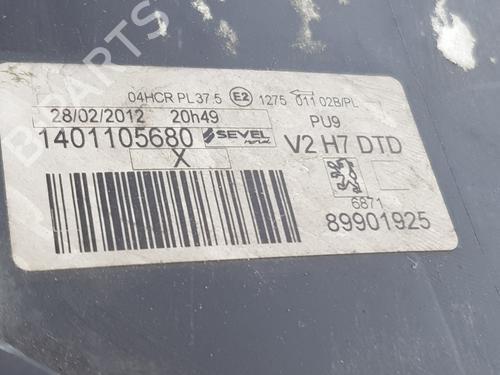 B-PARTS
04HCR PL37.5 E2 1275 011 02B/PL
28/02/2012 20h49 PU9
1401105680 SEVEL V2 H7 DTD
X
6871
89901925